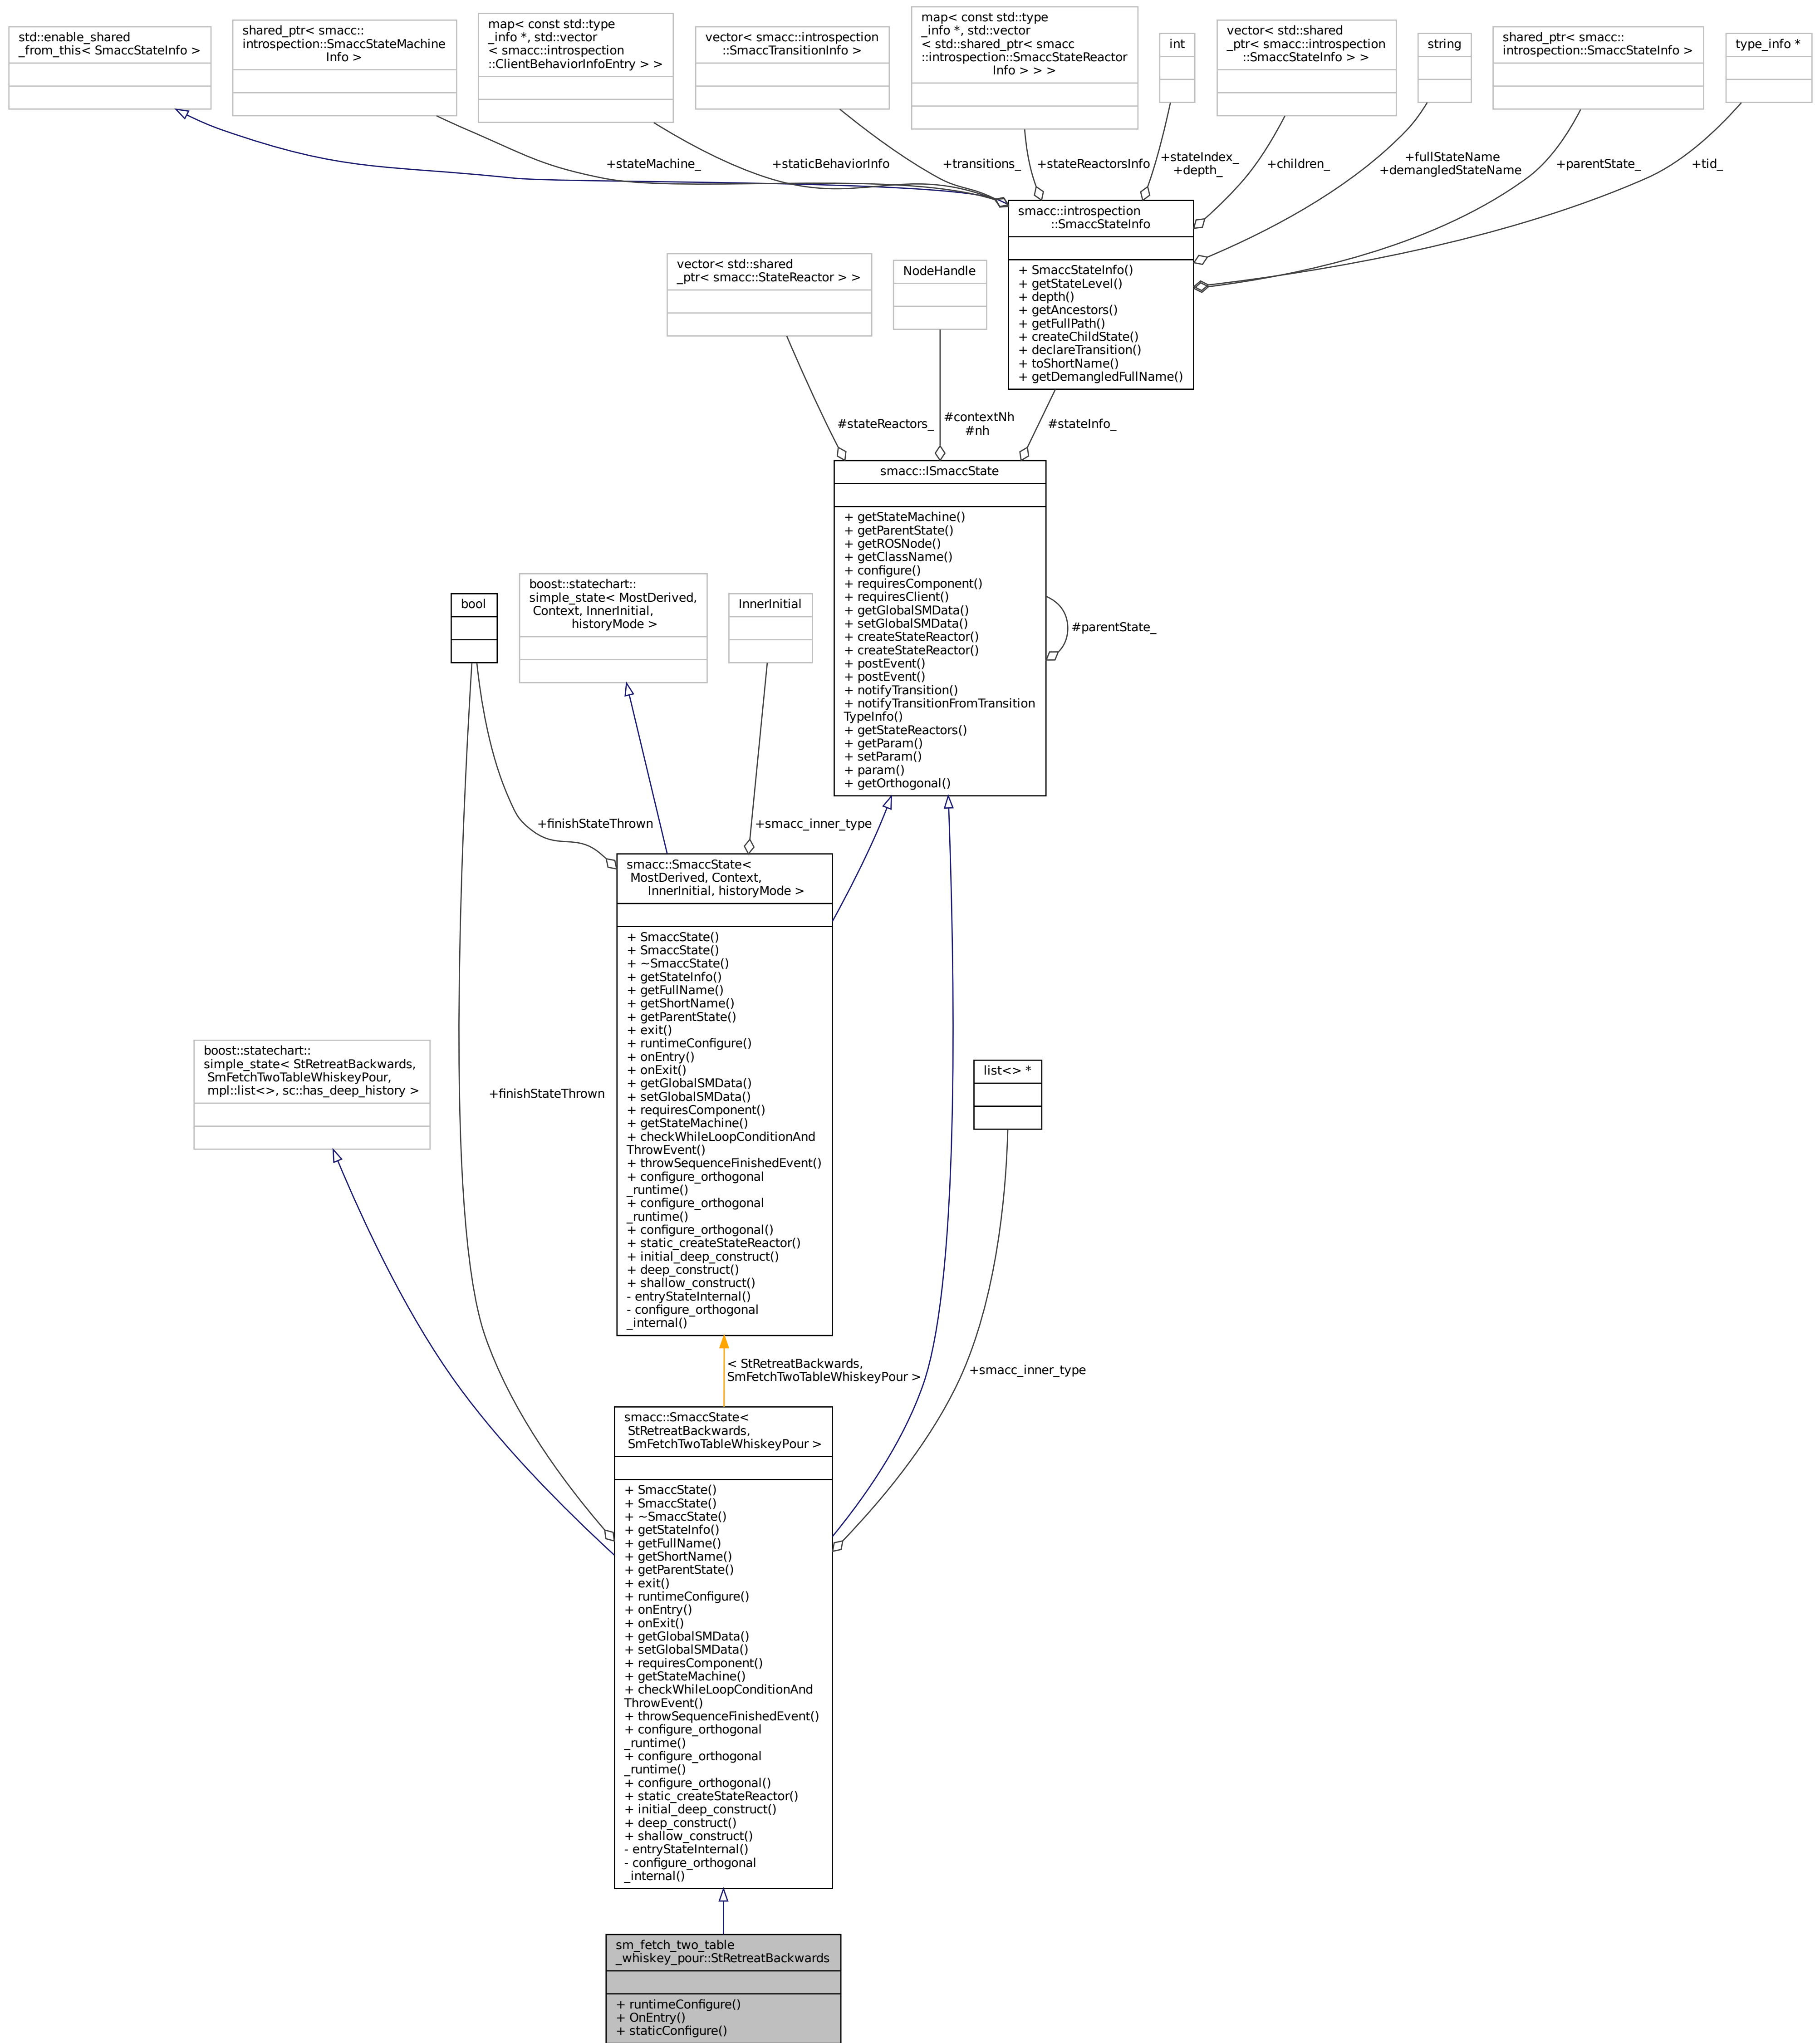 std::enable_shared
_from_this< SmaccStateInfo >
shared_ptr< smacc::
introspection::SmaccStateMachine
Info >
map< const std::type
_info *, std::vector
< smacc::introspection
::ClientBehaviorInfoEntry > >
vector< smacc::introspection
::SmaccTransitionInfo >
map< const std::type
_info *, std::vector
< std::shared_ptr< smacc
::introspection::SmaccStateReactor
Info > > >
int
vector< std::shared
_ptr< smacc::introspection
::SmaccStateInfo > >
string
shared_ptr< smacc::
introspection::SmaccStateInfo >
type_info *
+stateMachine_
+staticBehaviorInfo
+transitions_
+stateReactorsInfo
+stateIndex_
+depth_
+children_
+fullStateName
+demangledStateName
+parentState_
+tid_
smacc::introspection
::SmaccStateInfo
+ SmaccStateInfo()
+ getStateLevel()
+ depth()
+ getAncestors()
+ getFullPath()
+ createChildState()
+ declareTransition()
+ toShortName()
+ getDemangledFullName()
vector< std::shared
_ptr< smacc::StateReactor > >
NodeHandle
#stateReactors_
#contextNh
#nh
#stateInfo_
smacc::ISmaccState
+ getStateMachine()
+ getParentState()
+ getROSNode()
+ getClassName()
+ configure()
+ requiresComponent()
+ requiresClient()
+ getGlobalSMData()
+ setGlobalSMData()
+ createStateReactor()
+ createStateReactor()
+ postEvent()
+ postEvent()
+ notifyTransition()
+ notifyTransitionFromTransition
TypeInfo()
+ getStateReactors()
+ getParam()
+ setParam()
+ param()
+ getOrthogonal()
#parentState_
bool
boost::statechart::
simple_state< MostDerived,
Context, InnerInitial,
historyMode >
InnerInitial
+finishStateThrown
+smacc_inner_type
smacc::SmaccState<
MostDerived, Context,
InnerInitial, historyMode >
+ SmaccState()
+ SmaccState()
+ ~SmaccState()
+ getStateInfo()
+ getFullName()
+ getShortName()
+ getParentState()
+ exit()
+ runtimeConfigure()
+ onEntry()
+ onExit()
+ getGlobalSMData()
+ setGlobalSMData()
+ requiresComponent()
+ getStateMachine()
+ checkWhileLoopConditionAnd
ThrowEvent()
+ throwSequenceFinishedEvent()
+ configure_orthogonal
_runtime()
+ configure_orthogonal
_runtime()
+ configure_orthogonal()
+ static_createStateReactor()
+ initial_deep_construct()
+ deep_construct()
+ shallow_construct()
- entryStateInternal()
- configure_orthogonal
_internal()
boost::statechart::
simple_state< StRetreatBackwards,
SmFetchTwoTableWhiskeyPour,
mpl::list<>, sc::has_deep_history >
+finishStateThrown
list<> *
< StRetreatBackwards,
SmFetchTwoTableWhiskeyPour >
+smacc_inner_type
smacc::SmaccState<
StRetreatBackwards,
SmFetchTwoTableWhiskeyPour >
+ SmaccState()
+ SmaccState()
+ ~SmaccState()
+ getStateInfo()
+ getFullName()
+ getShortName()
+ getParentState()
+ exit()
+ runtimeConfigure()
+ onEntry()
+ onExit()
+ getGlobalSMData()
+ setGlobalSMData()
+ requiresComponent()
+ getStateMachine()
+ checkWhileLoopConditionAnd
ThrowEvent()
+ throwSequenceFinishedEvent()
+ configure_orthogonal
_runtime()
+ configure_orthogonal
_runtime()
+ configure_orthogonal()
+ static_createStateReactor()
+ initial_deep_construct()
+ deep_construct()
+ shallow_construct()
- entryStateInternal()
- configure_orthogonal
_internal()
sm_fetch_two_table
_whiskey_pour::StRetreatBackwards
+ runtimeConfigure()
+ OnEntry()
+ staticConfigure()